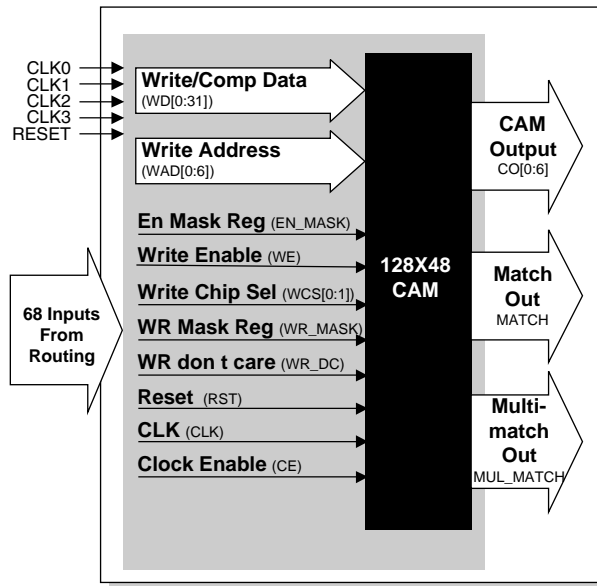 CLK0
CLK1
CLK2
CLK3
RESET
Write/Comp Data
(WD[0:31])
Write Address
(WAD[0:6])
En Mask Reg (EN_MASK)
Write Enable (WE)
Write Chip Sel (WCS[0:1])
WR Mask Reg (WR_MASK)
WR don t care (WR_DC)
Reset (RST)
CLK (CLK)
Clock Enable (CE)
68 Inputs
From
Routing
128X48
CAM
CAM
Output
CO[0:6]
Match
Out
MATCH
Multi-
match
Out
MUL_MATCH